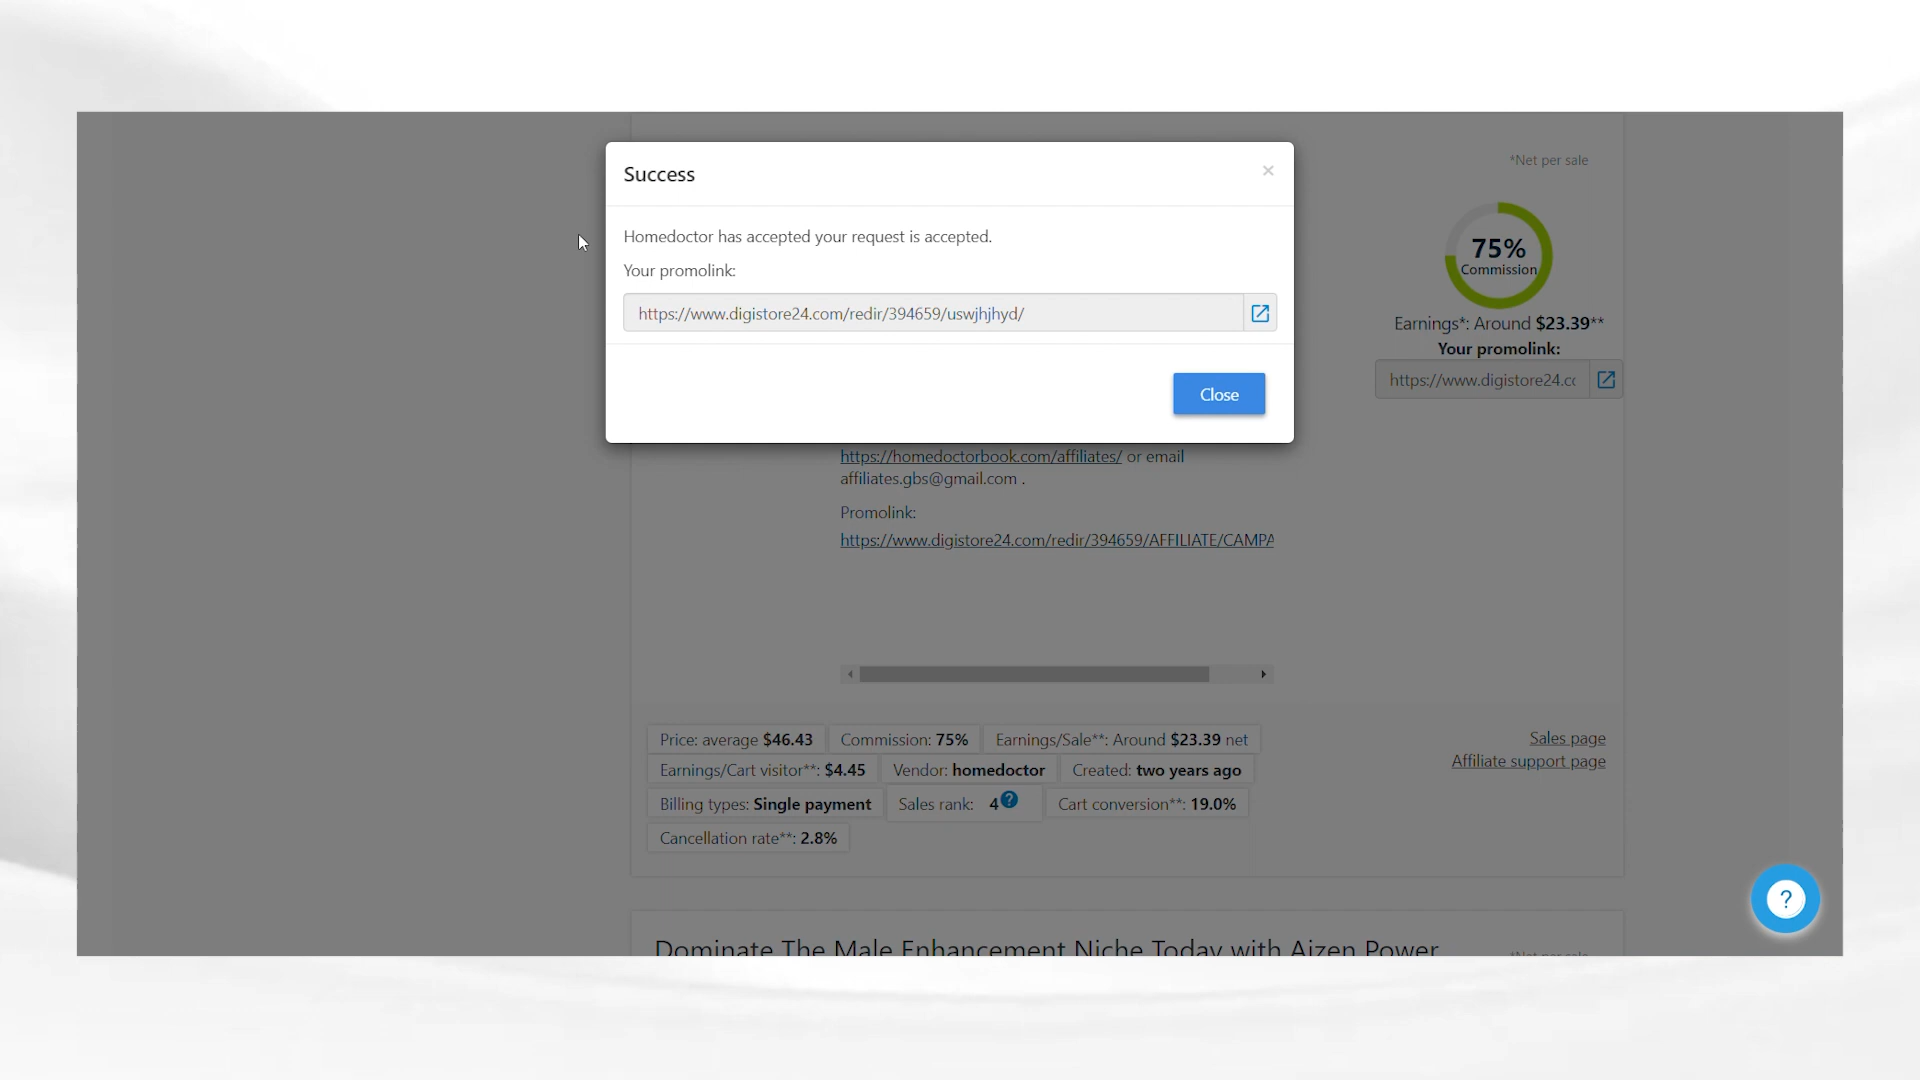 Success
×
Homedoctor has accepted your request is accepted.
Your promolink:
https://www.digistore24.com/redir/394659/uswjhjhyd/
Close
*Net per sale
75%
Commission
Earnings*: Around $23.39**
Your promolink:
https://www.digistore24.cc
https://homedoctorbook.com/affiliates/ or email
affiliates.gbs@gmail.com .
Promolink:
https://www.digistore24.com/redir/394659/AFFILIATE/CAMPA
Price: average $46.43 Commission: 75% Earnings/Sale**: Around $23.39 net
Earnings/Cart visitor**: $4.45 Vendor: homedoctor Created: two years ago
Billing types: Single payment Sales rank: 4 ? Cart conversion**: 19.0%
Cancellation rate**: 2.8%
Sales page
Affiliate support page
?
Dominate The Male Enhancement Niche Today with Aizen Power
*Net per sale